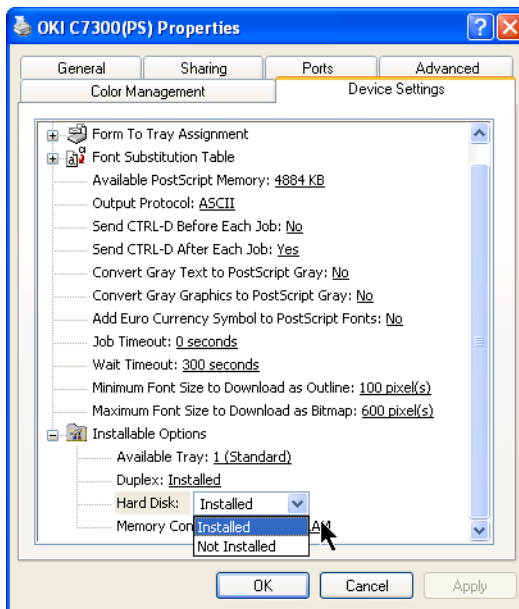 OKI C7300(PS) Properties
General Sharing Ports Advanced
Color Management Device Settings
Form To Tray Assignment
Font Substitution Table
Available PostScript Memory: 4884 KB
Output Protocol: ASCII
Send CTRL-D Before Each Job: No
Send CTRL-D After Each Job: Yes
Convert Gray Text to PostScript Gray: No
Convert Gray Graphics to PostScript Gray: No
Add Euro Currency Symbol to PostScript Fonts: No
Job Timeout: 0 seconds
Wait Timeout: 300 seconds
Minimum Font Size to Download as Outline: 100 pixel(s)
Maximum Font Size to Download as Bitmap: 600 pixel(s)
Installable Options
Available Tray: 1 (Standard)
Duplex: Installed
Hard Disk: Installed
Memory Installed
Not Installed
OK Cancel Apply